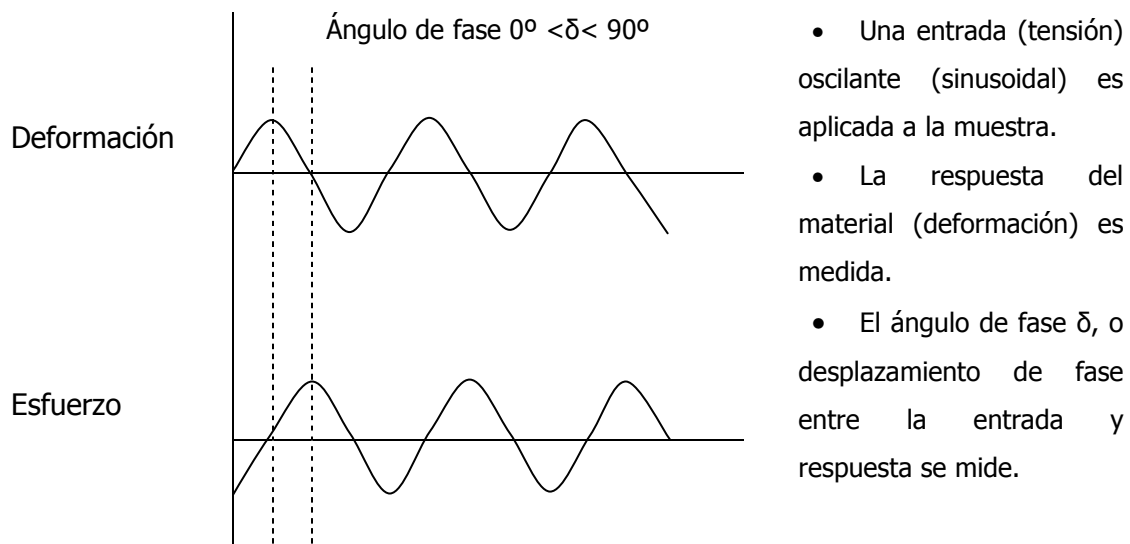 Ángulo de fase 0º <δ< 90º
Deformación
Esfuerzo
• Una entrada (tensión)
oscilante (sinusoidal) es
aplicada a la muestra.
• La respuesta del
material (deformación) es
medida.
• El ángulo de fase δ, o
desplazamiento de fase
entre la entrada y
respuesta se mide.